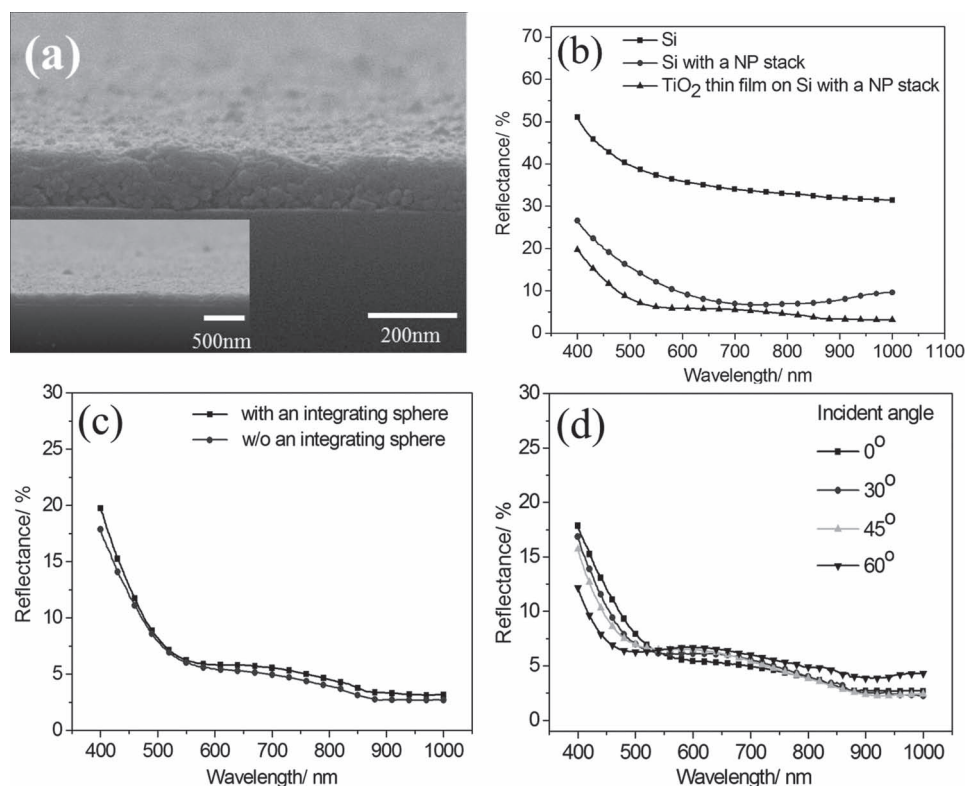 (a)
500nm
200nm
(b)
Si
Si with a NP stack
TiO2 thin film on Si with a NP stack
70
60
50
40
30
20
10
0
Reflectance/ %
400 500 600 700 800 900 1000 1100
Wavelength/ nm
(c)
with an integrating sphere
w/o an integrating sphere
30
25
20
15
10
5
0
Reflectance/ %
400 500 600 700 800 900 1000
Wavelength/ nm
(d)
Incident angle
0°
30°
45°
60°
30
25
20
15
10
5
0
Reflectance/ %
400 500 600 700 800 900 1000
Wavelength/ nm